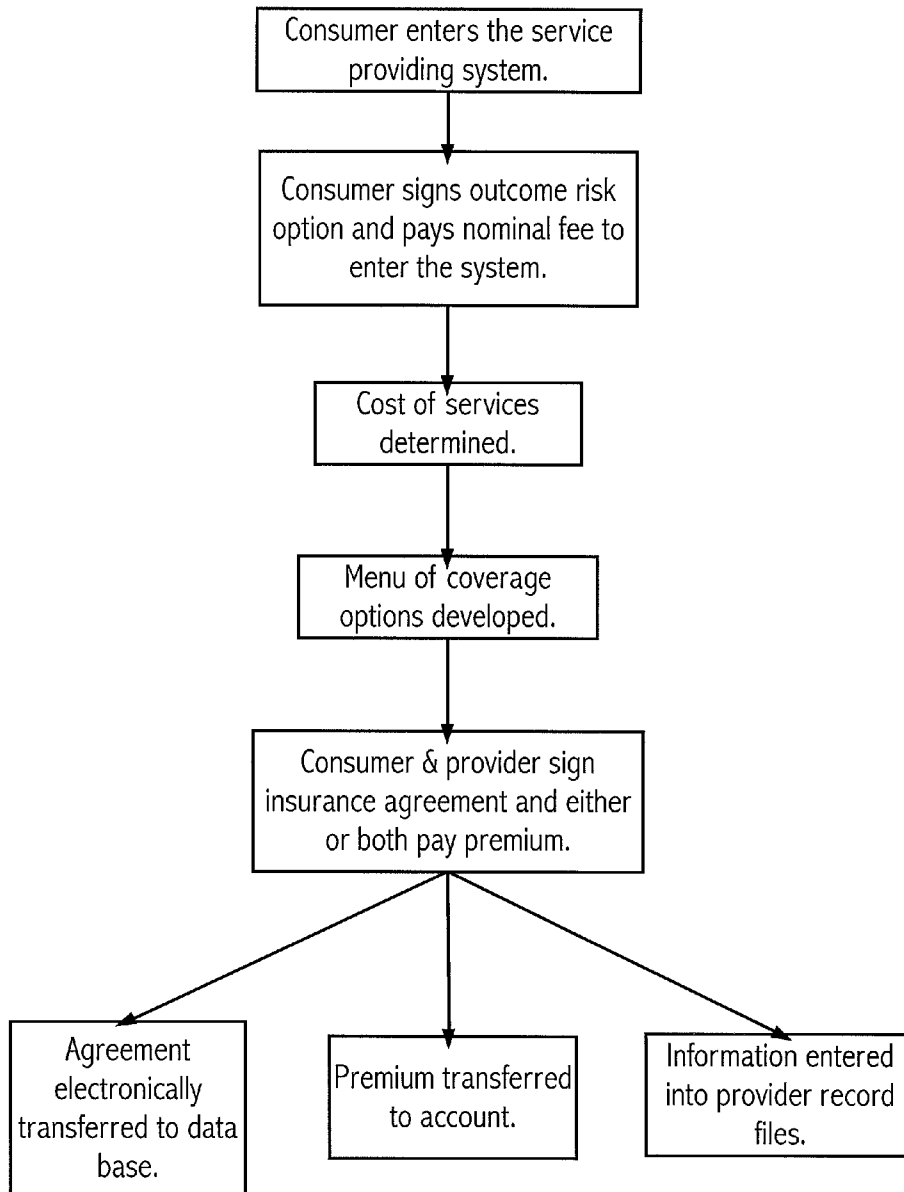 Consumer enters the service
providing system.
Consumer signs outcome risk
option and pays nominal fee to
enter the system.
Cost of services
determined.
Menu of coverage
options developed.
Consumer & provider sign
insurance agreement and either
or both pay premium.
Agreement
electronically
transferred to data
base.
Premium transferred
to account.
Information entered
into provider record
files.